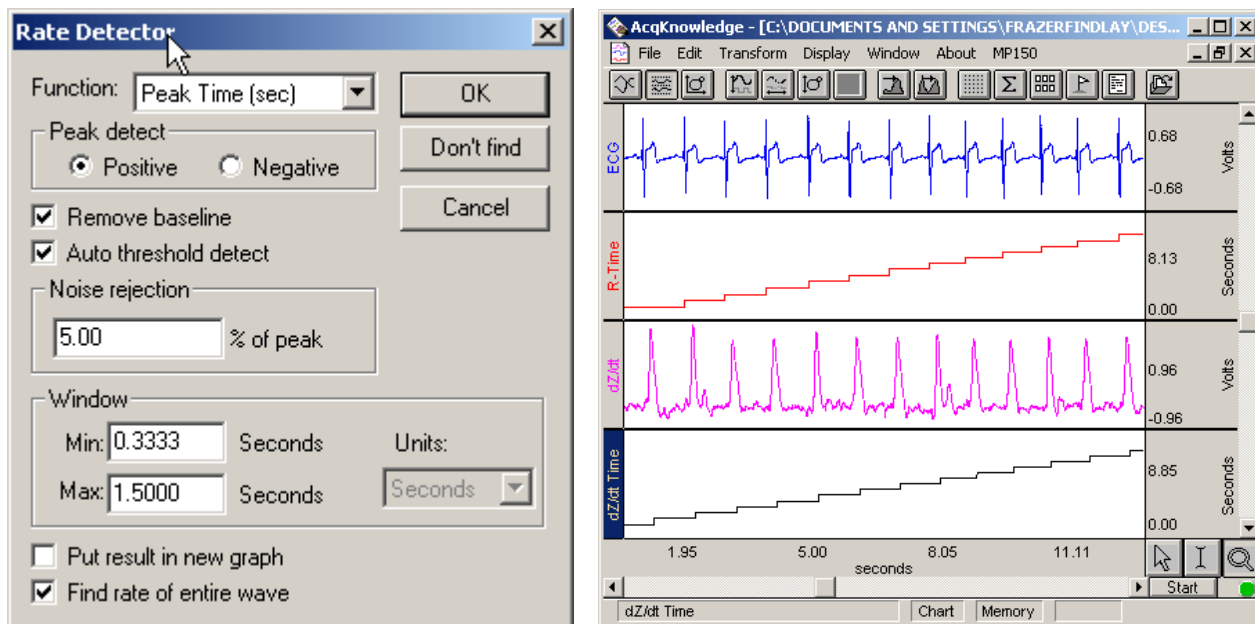 Rate Detector
Function: Peak Time (sec)
OK
Peak detect
Positive Negative
Don't find
Cancel
Remove baseline
Auto threshold detect
Noise rejection
5.00 % of peak
Window
Min: 0.3333 Seconds Units:
Max: 1.5000 Seconds Seconds
Put result in new graph
Find rate of entire wave
AcqKnowledge - [C:\DOCUMENTS AND SETTINGS\FRAZERFINDLAY\DES...
File Edit Transform Display Window About MP150
ECG
0.68
-0.68
Volts
R-Time
8.13
0.00
Seconds
dZ/dt
0.96
-0.96
Volts
dZ/dt Time
8.85
0.00
Seconds
1.95 5.00 8.05 11.11
seconds
Start
dZ/dt Time Chart Memory